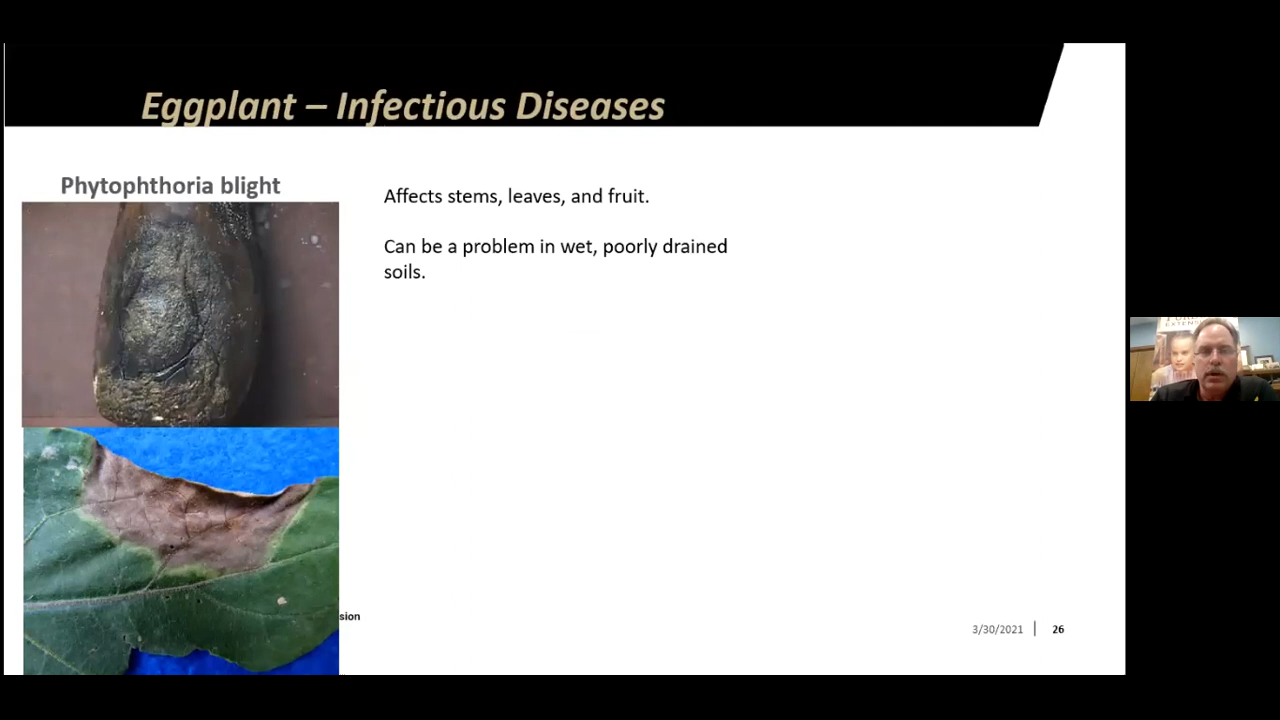 Eggplant – Infectious Diseases
Phytophthoria blight
Affects stems, leaves, and fruit.
Can be a problem in wet, poorly drained
soils.
sion
3/30/2021
26